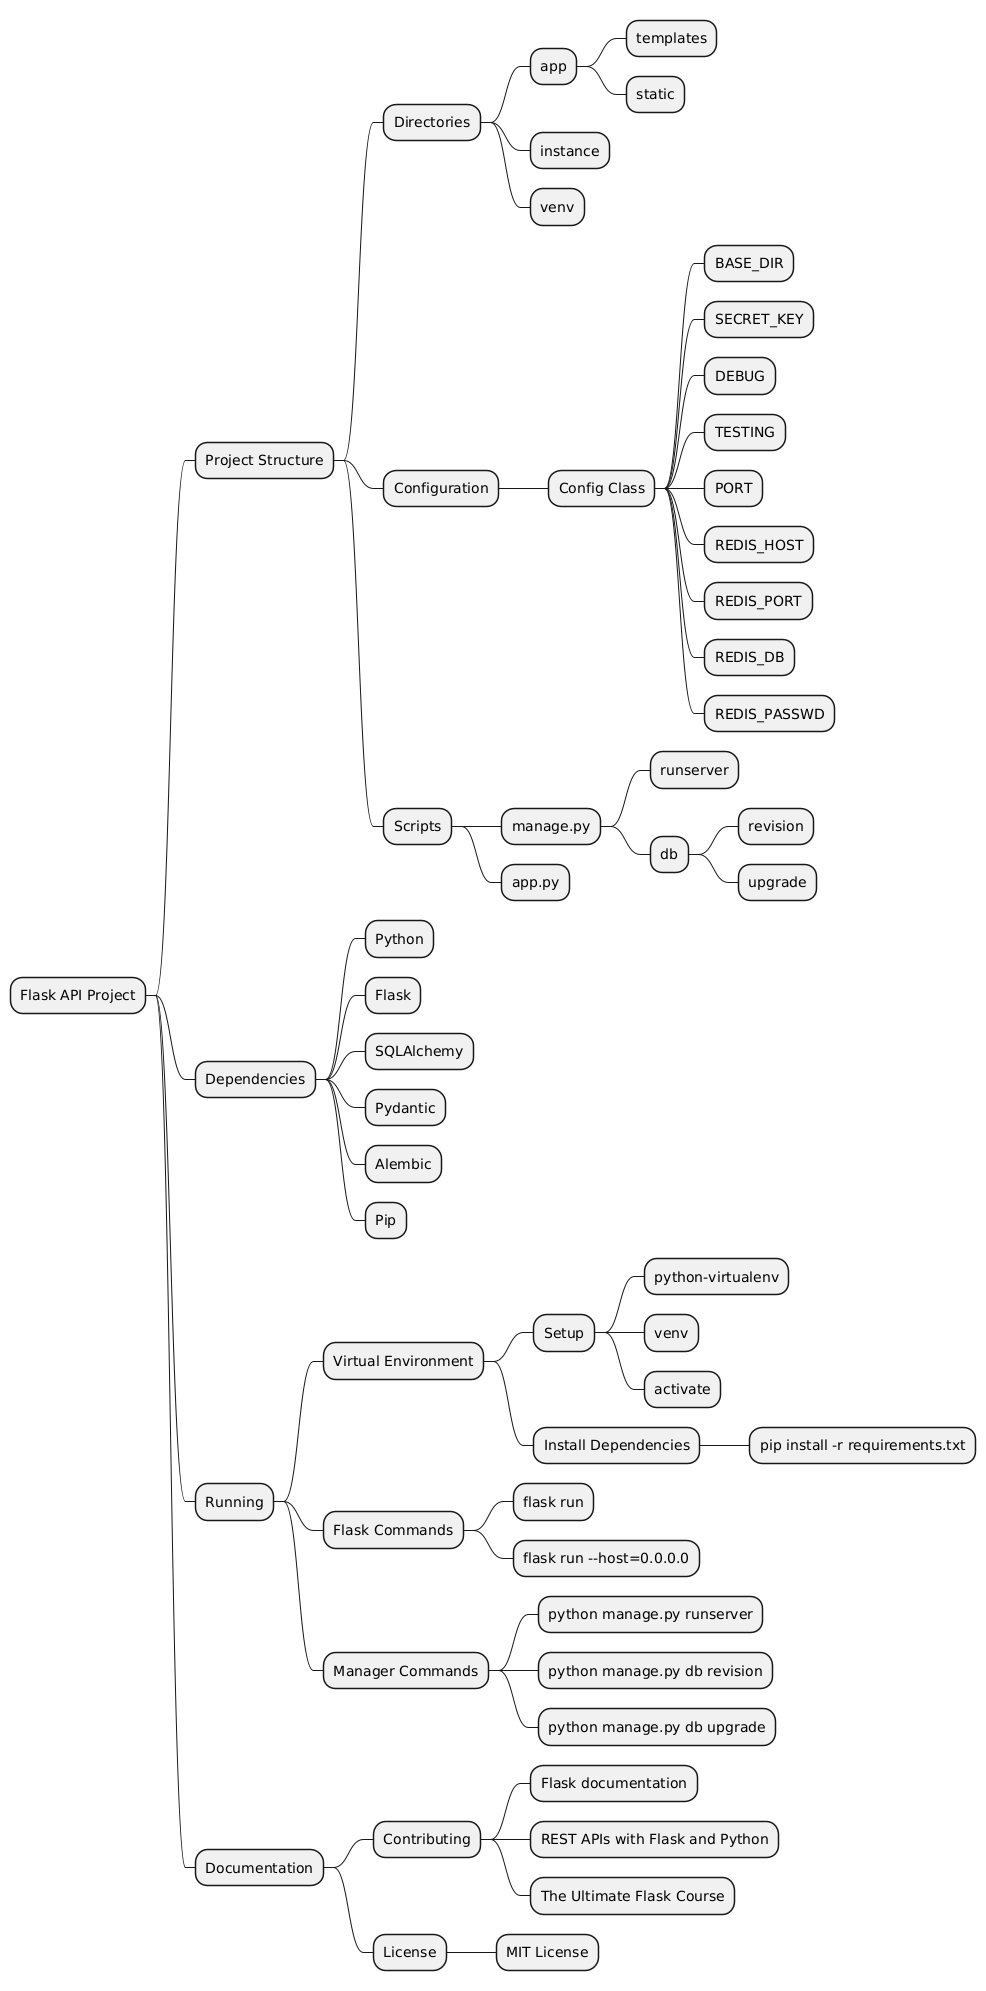 templates
app
static
Directories
instance
venv
BASE_DIR
SECRET_KEY
DEBUG
TESTING
Project Structure
Configuration
Config Class
PORT
REDIS_HOST
REDIS_PORT
REDIS_DB
REDIS_PASSWD
runserver
Scripts
manage.py
revision
db
app.py
upgrade
Python
Flask API Project
Flask
SQLAlchemy
Dependencies
Pydantic
Alembic
Pip
python-virtualenv
Setup
venv
Virtual Environment
activate
Install Dependencies
pip install -r requirements.txt
Running
flask run
Flask Commands
flask run --host=0.0.0.0
python manage.py runserver
Manager Commands
python manage.py db revision
python manage.py db upgrade
Flask documentation
Contributing
REST APIs with Flask and Python
Documentation
The Ultimate Flask Course
License
MIT License